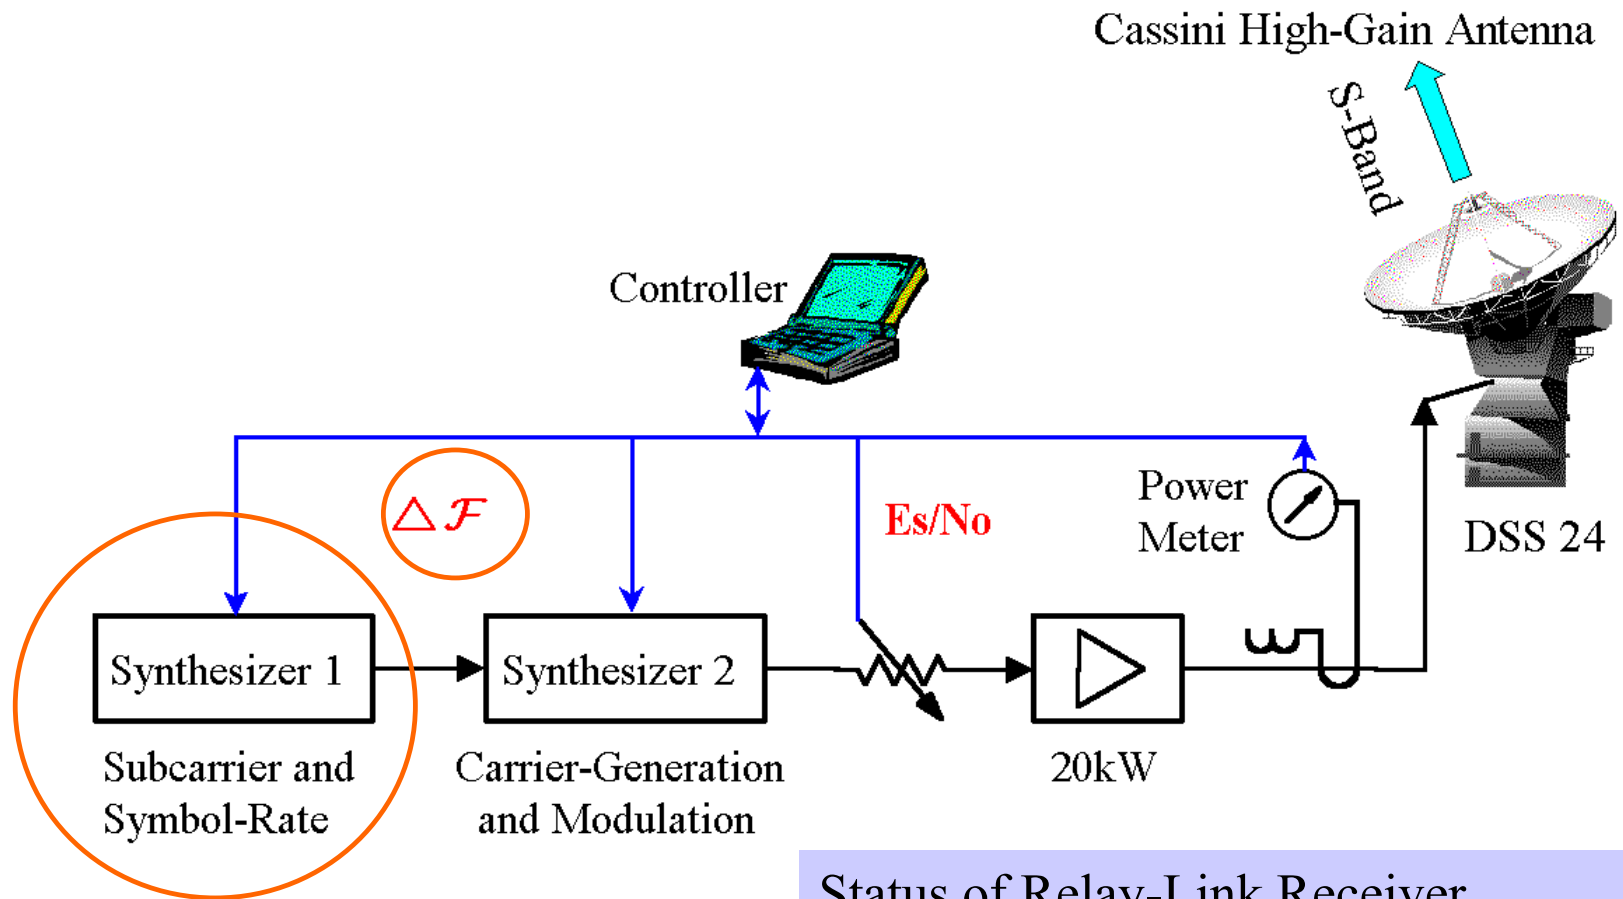 Cassini High-Gain Antenna
S-Band
Controller
△ F
Es/No
Power
Meter
DSS 24
Synthesizer 1
Synthesizer 2
Subcarrier and
Symbol-Rate
Carrier-Generation
and Modulation
20kW
Status of Relay-Link Receiver